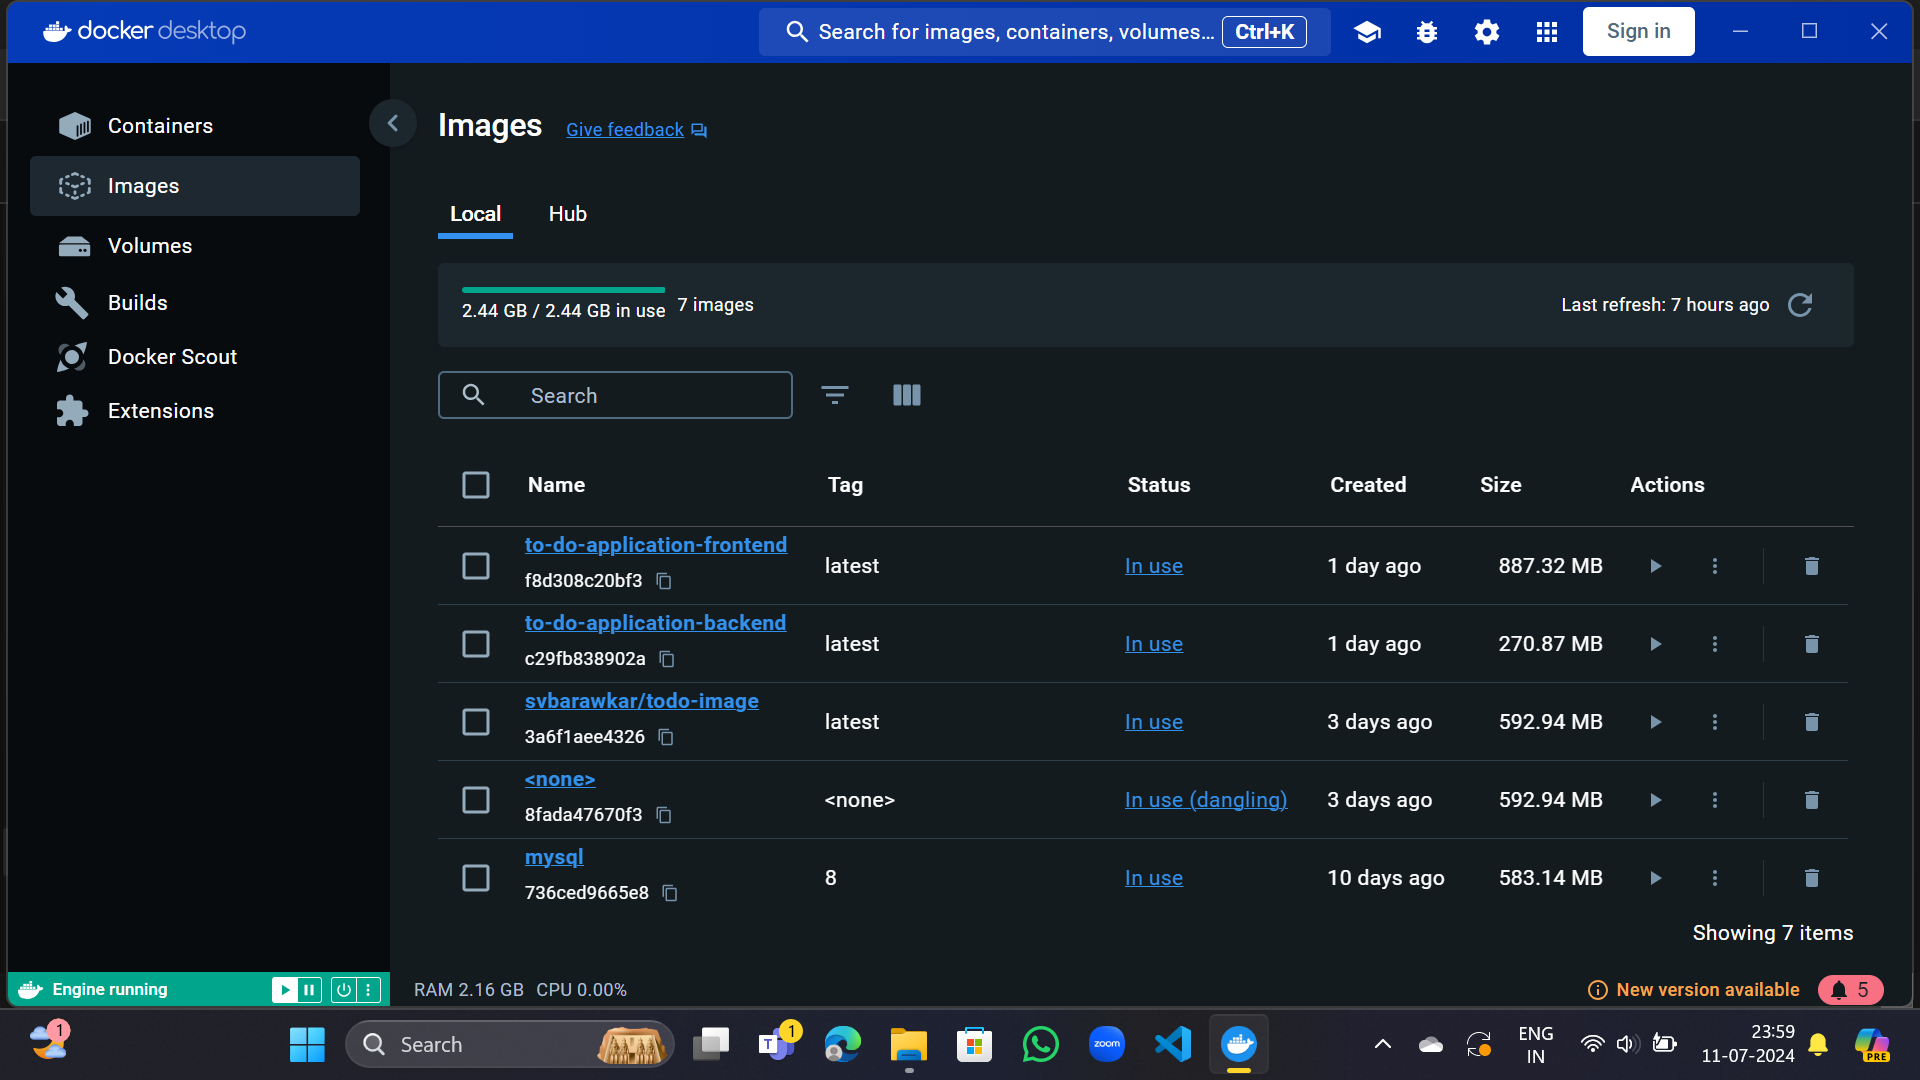 docker desktop
Search for images, containers, volumes... Ctrl+K
Sign in
Containers
Images
Volumes
Builds
Docker Scout
Extensions
Images Give feedback
Local Hub
2.44 GB / 2.44 GB in use 7 images
Last refresh: 7 hours ago
Search
Name Tag Status Created Size Actions
to-do-application-frontend
f8d308c20bf3
latest In use 1 day ago 887.32 MB
to-do-application-backend
c29fb838902a
latest In use 1 day ago 270.87 MB
svbarawkar/todo-image
3a6f1aee4326
latest In use 3 days ago 592.94 MB
<none>
8fada47670f3
<none> In use (dangling) 3 days ago 592.94 MB
mysql
736ced9665e8
8 In use 10 days ago 583.14 MB
Showing 7 items
Engine running
RAM 2.16 GB CPU 0.00%
New version available 5
1
Search
T 1
zoom
ENG
IN
23:59
11-07-2024
PRE